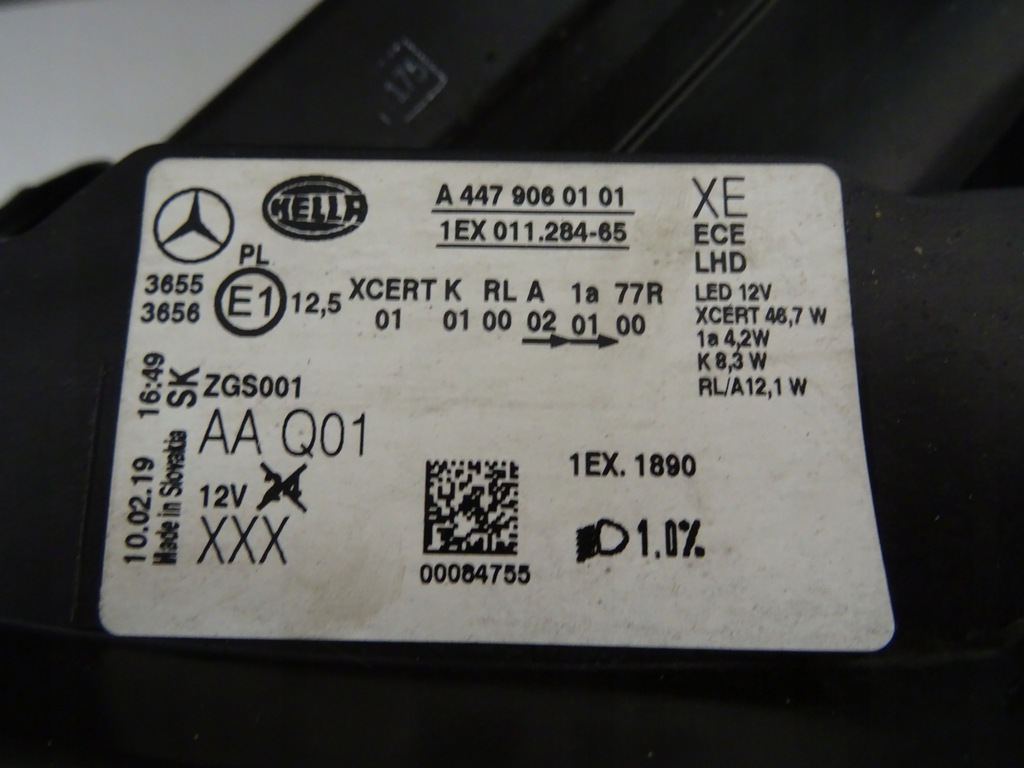 175
HELLA
A 447 906 01 01
1EX 011.284-65
XE
ECE
LHD
PL
3655
3656
E1
12,5
XCERT K RL A 1a 77R
01 01 00 02 01 00
LED 12V
XCERT 46,7 W
1a 4,2W
K 8,3 W
RL/A12,1 W
10.02.19 16:49
Made in Slovakia SK
ZGS001
AA Q01
12V
XXX
00084755
1EX. 1890
1.0%